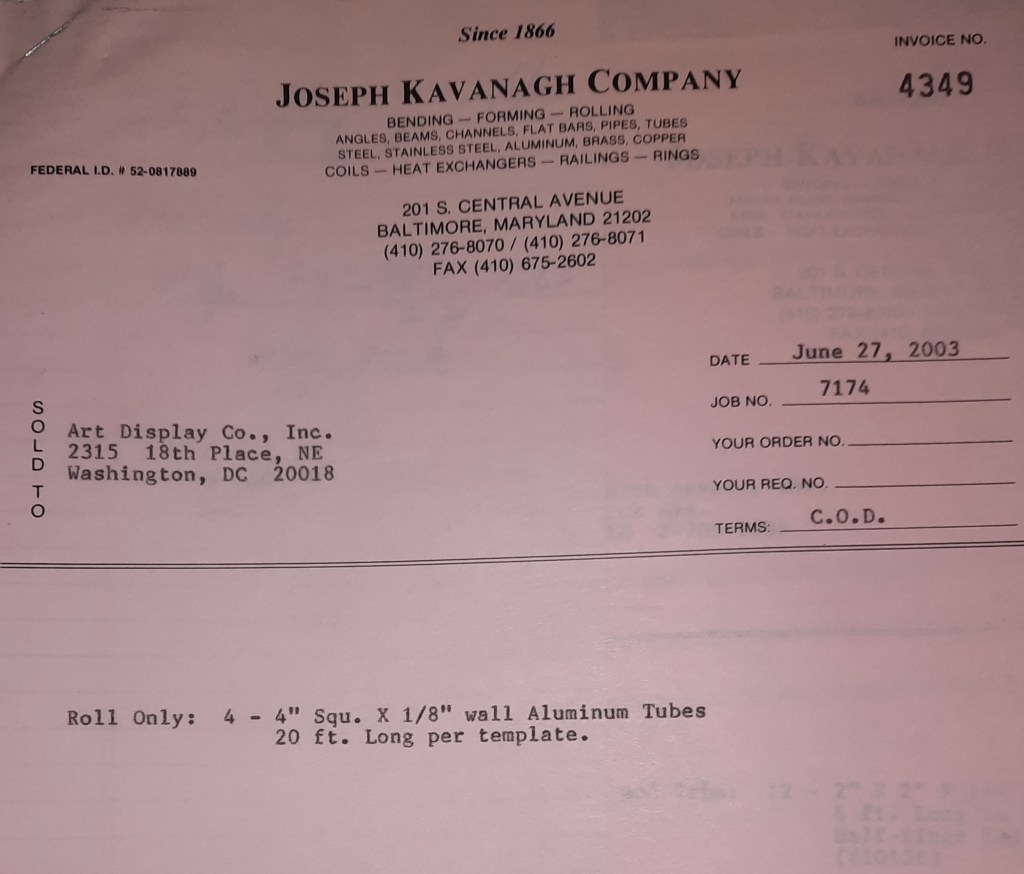 Since 1866
INVOICE NO.
JOSEPH KAVANAGH COMPANY
4349
BENDING — FORMING — ROLLING
ANGLES, BEAMS, CHANNELS, FLAT BARS, PIPES, TUBES
STEEL, STAINLESS STEEL, ALUMINUM, BRASS, COPPER
COILS — HEAT EXCHANGERS — RAILINGS — RINGS
FEDERAL I.D. # 52-0817889
201 S. CENTRAL AVENUE
BALTIMORE, MARYLAND 21202
(410) 276-8070 / (410) 276-8071
FAX (410) 675-2602
DATE June 27, 2003
JOB NO. 7174
YOUR ORDER NO.
YOUR REQ. NO.
TERMS: C.O.D.
SOLD TO
Art Display Co., Inc.
2315 18th Place, NE
Washington, DC 20018
Roll Only: 4 - 4" Squ. X 1/8" wall Aluminum Tubes
20 ft. Long per template.